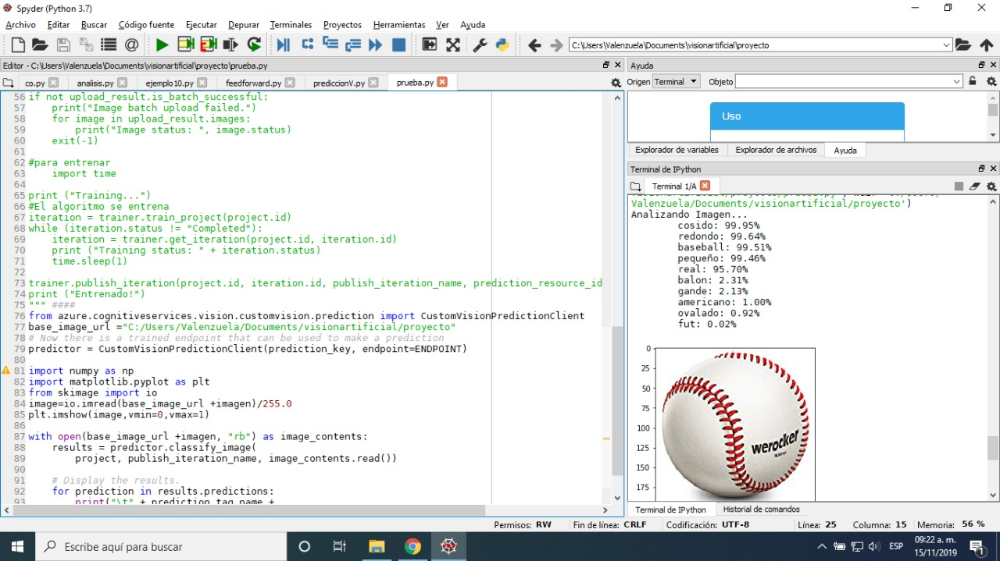 Spyder (Python 3.7)
Archivo Editar Buscar Código fuente Ejecutar Depurar Terminales Proyectos Herramientas Ver Ayuda
C:\Users\Valenzuela\Documents\visionartificial\proyecto
Editor - C:\Users\Valenzuela\Documents\visionartificial\proyecto\prueba.py
co.py analisis.py ejemplo10.py feedforward.py prediccionV.py prueba.py
56 if not upload_result.is_batch_successful:
57     print("Image batch upload failed.")
58     for image in upload_result.images:
59         print("Image status: ", image.status)
60     exit(-1)
61
62 #para entrenar
63     import time
64
65 print ("Training...")
66 #El algoritmo se entrena
67 iteration = trainer.train_project(project.id)
68 while (iteration.status != "Completed"):
69     iteration = trainer.get_iteration(project.id, iteration.id)
70     print ("Training status: " + iteration.status)
71     time.sleep(1)
72
73 trainer.publish_iteration(project.id, iteration.id, publish_iteration_name, prediction_resource_id
74 print ("Entrenado!")
75 """ ####
76 from azure.cognitiveservices.vision.customvision.prediction import CustomVisionPredictionClient
77 base_image_url ="C:/Users/Valenzuela/Documents/visionartificial/proyecto"
78 # Now there is a trained endpoint that can be used to make a prediction
79 predictor = CustomVisionPredictionClient(prediction_key, endpoint=ENDPOINT)
80
81 import numpy as np
82 import matplotlib.pyplot as plt
83 from skimage import io
84 image=io.imread(base_image_url +imagen)/255.0
85 plt.imshow(image,vmin=0,vmax=1)
86
87 with open(base_image_url +imagen, "rb") as image_contents:
88     results = predictor.classify_image(
89         project, publish_iteration_name, image_contents.read())
90
91     # Display the results.
92     for prediction in results.predictions:
93         print("\t" + prediction.tag_name +
Ayuda
Origen Terminal Objeto
Uso
Explorador de variables Explorador de archivos Ayuda
Terminal de IPython
Terminal 1/A
Valenzuela/Documents/visionartificial/proyecto')
Analizando Imagen...
cosido: 99.95%
redondo: 99.64%
baseball: 99.51%
pequeño: 99.46%
real: 95.70%
balon: 2.31%
gande: 2.13%
americano: 1.00%
ovalado: 0.92%
fut: 0.02%
0
25
50
75
100
125
150
175
werocker
Terminal de IPython Historial de comandos
Permisos: RW Fin de línea: CRLF Codificación: UTF-8 Línea: 25 Columna: 15 Memoria: 56 %
Escribe aquí para buscar
ESP
09:22 a. m.
15/11/2019
1